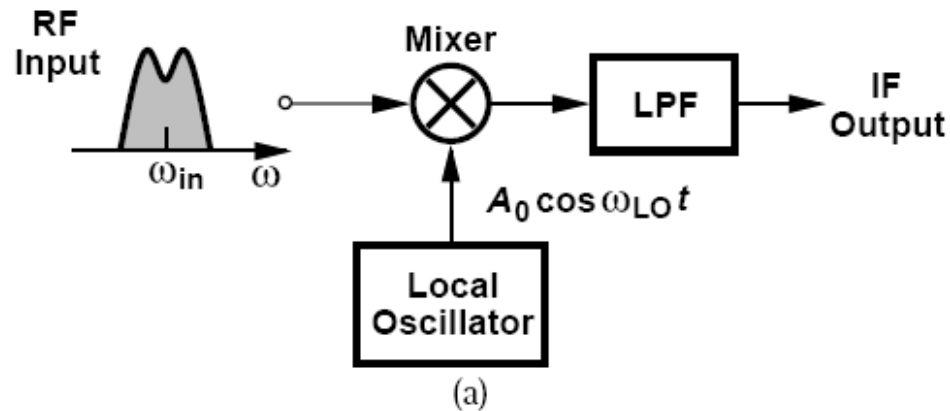 RF
Input
ω_in
ω
Mixer
LPF
IF
Output
A₀ cos ω_LO t
Local
Oscillator
(a)